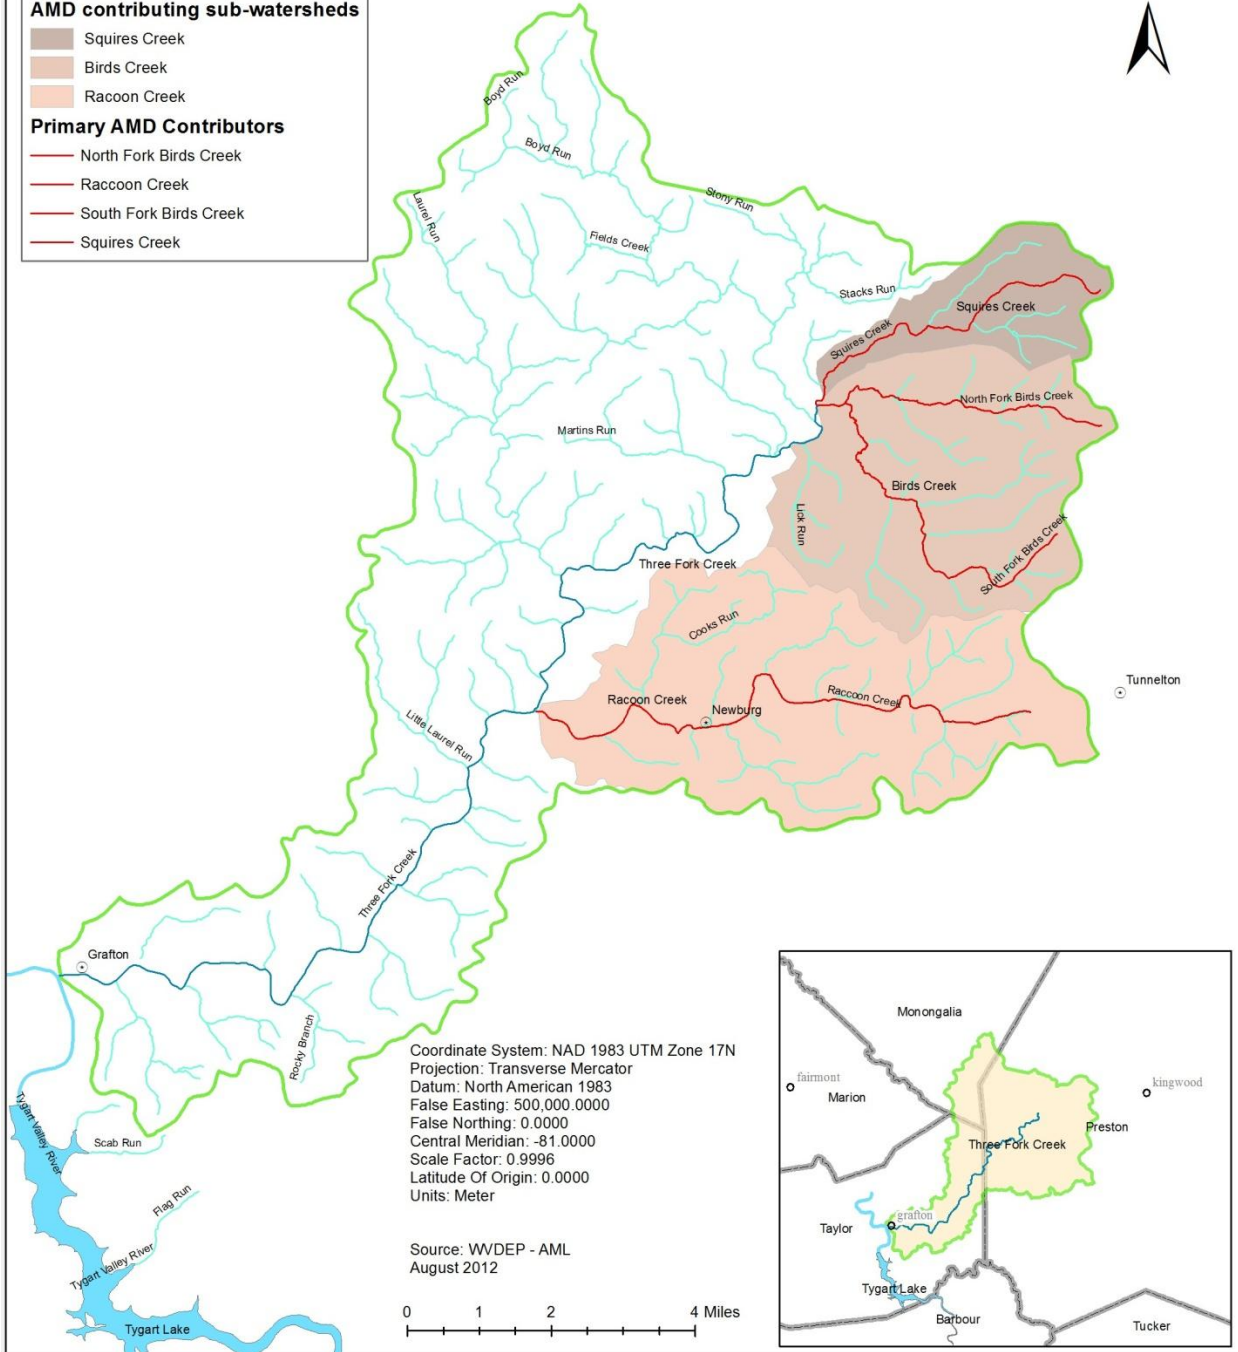 AMD contributing sub-watersheds
Squires Creek
Birds Creek
Racoon Creek
Primary AMD Contributors
North Fork Birds Creek
Raccoon Creek
South Fork Birds Creek
Squires Creek
Boyd Run
Boyd Run
Laurel Run
Stony Run
Fields Creek
Stacks Run
Squires Creek
Squires Creek
North Fork Birds Creek
Martins Run
Birds Creek
Lick Run
South Fork Birds Creek
Three Fork Creek
Cooks Run
Tunnelton
Racoon Creek
Raccoon Creek
Newburg
Little Laurel Run
Three Fork Creek
Grafton
Rocky Branch
Tygart Valley River
Scab Run
Flag Run
Tygart Valley River
Tygart Lake
Coordinate System: NAD 1983 UTM Zone 17N
Projection: Transverse Mercator
Datum: North American 1983
False Easting: 500,000.0000
False Northing: 0.0000
Central Meridian: -81.0000
Scale Factor: 0.9996
Latitude Of Origin: 0.0000
Units: Meter
Source: WVDEP - AML
August 2012
0 1 2 4 Miles
Monongalia
fairmont
Marion
kingwood
Preston
Three Fork Creek
Taylor
grafton
Tygart Lake
Barbour
Tucker